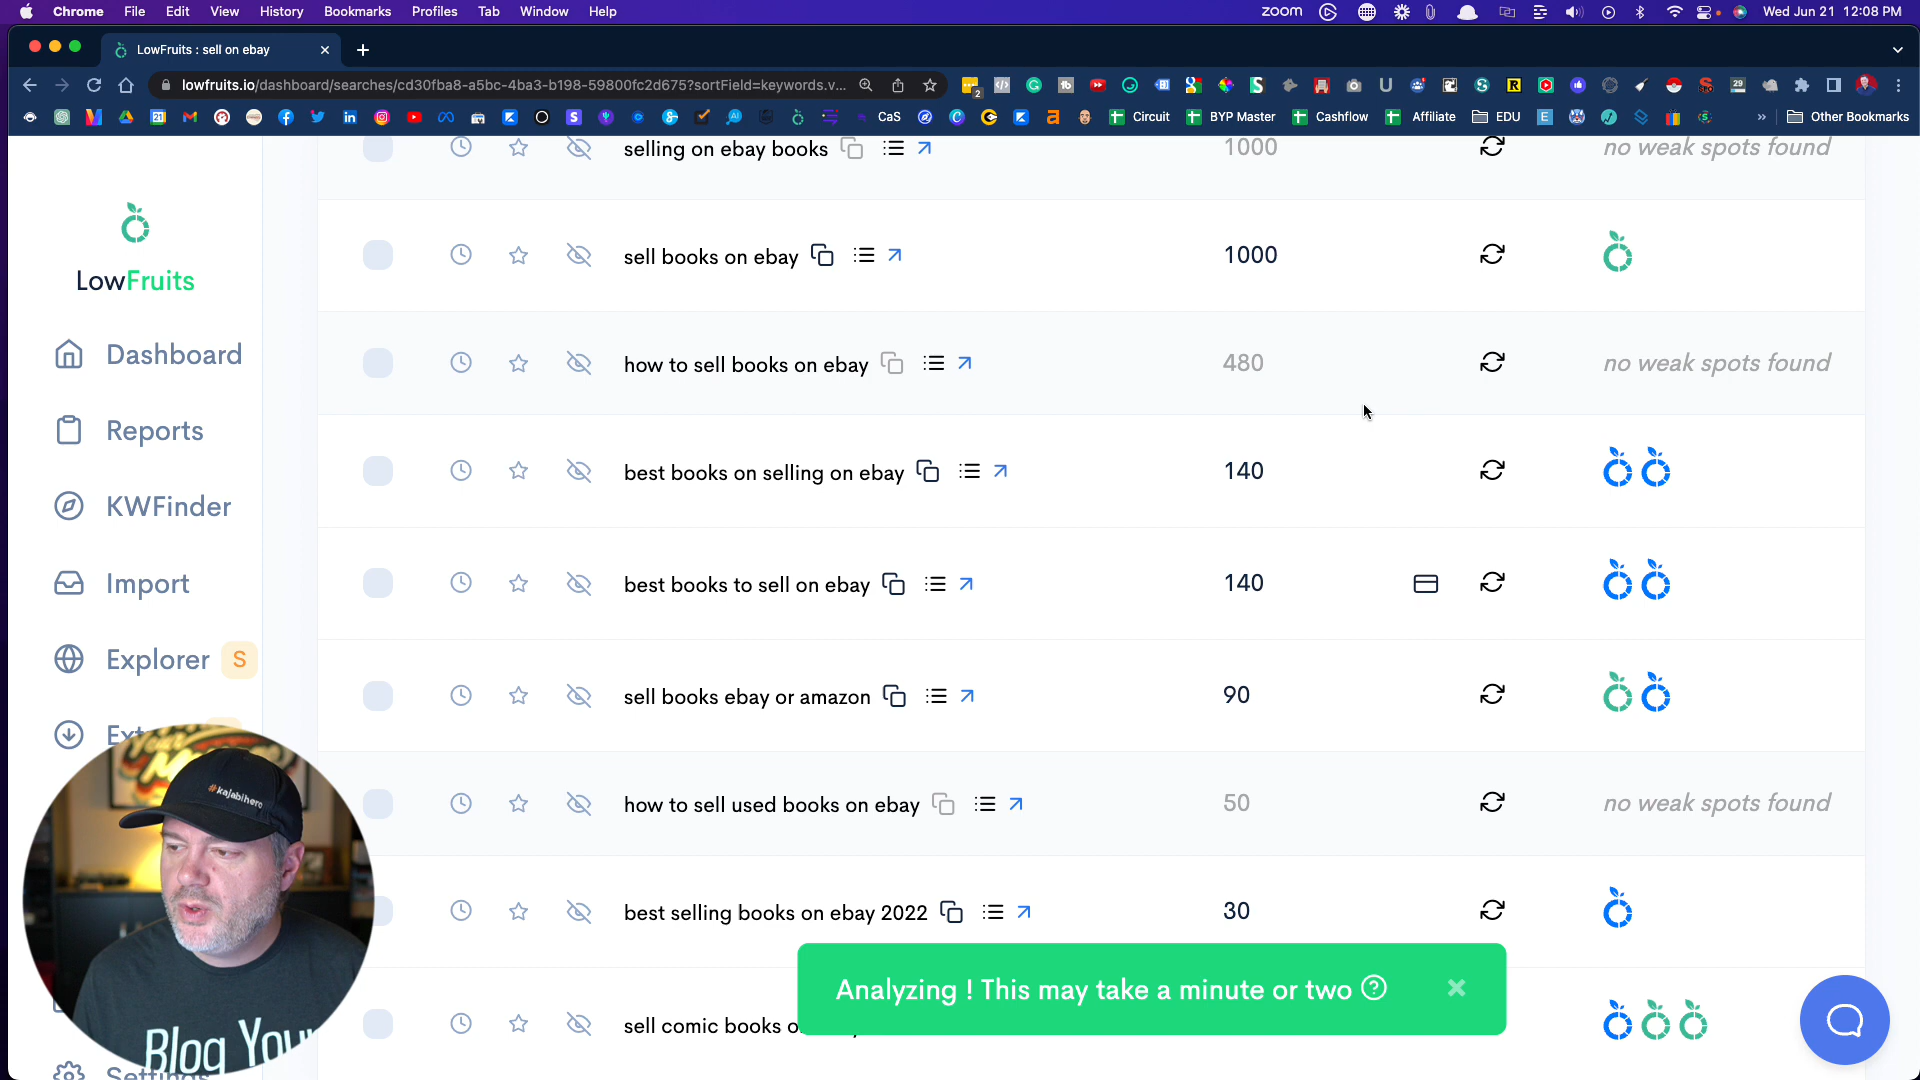 Chrome File Edit View History Bookmarks Profiles Tab Window Help zoom Wed Jun 21 12:08 PM
LowFruits : sell on ebay
lowfruits.io/dashboard/searches/cd30fba8-a5bc-4ba3-b198-59800fc2d675?sortField=keywords.v...
CaS Circuit BYP Master Cashflow Affiliate EDU Other Bookmarks
LowFruits
Dashboard
Reports
KWFinder
Import
Explorer S
selling on ebay books 1000 no weak spots found
sell books on ebay 1000
how to sell books on ebay 480 no weak spots found
best books on selling on ebay 140
best books to sell on ebay 140
sell books ebay or amazon 90
how to sell used books on ebay 50 no weak spots found
best selling books on ebay 2022 30
sell comic books o
Analyzing ! This may take a minute or two ?
#kajabihero
Blog You
Settings